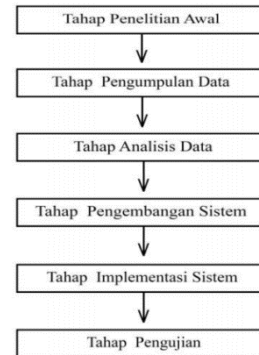 Tahap Penelitian Awal
Tahap Pengumpulan Data
Tahap Analisis Data
Tahap Pengembangan Sistem
Tahap Implementasi Sistem
Tahap Pengujian